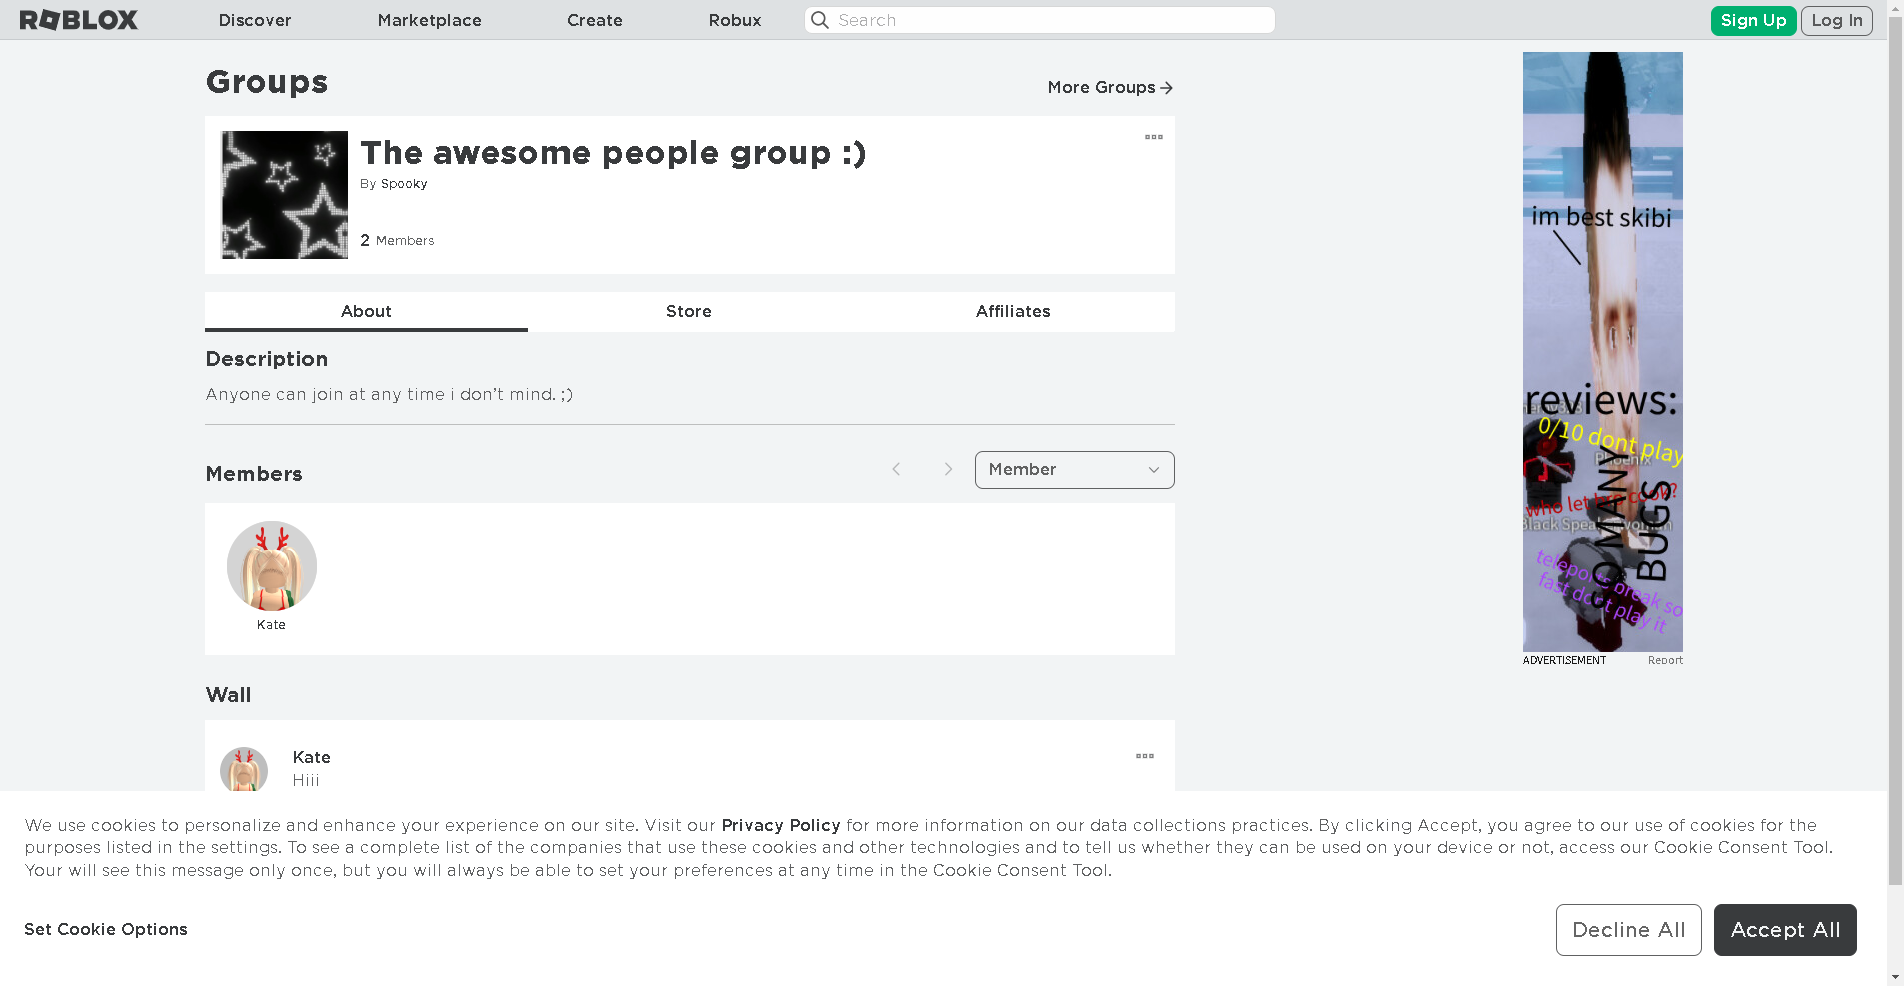 ROBLOX
Discover
Marketplace
Create
Robux
Search
Sign Up
Log In
Groups
More Groups
The awesome people group :)
By Spooky
2 Members
About
Store
Affiliates
Description
Anyone can join at any time i don’t mind. ;)
Members
Member
Kate
Wall
Kate
Hiii
im best skibi
reviews:
0/10 dont play
Phoenix
who let bro cook?
Black Speakerwoman
MANY
BUGS
teleports break so
fast don't play it
ADVERTISEMENT
Report
We use cookies to personalize and enhance your experience on our site. Visit our Privacy Policy for more information on our data collections practices. By clicking Accept, you agree to our use of cookies for the
purposes listed in the settings. To see a complete list of the companies that use these cookies and other technologies and to tell us whether they can be used on your device or not, access our Cookie Consent Tool.
Your will see this message only once, but you will always be able to set your preferences at any time in the Cookie Consent Tool.
Set Cookie Options
Decline All
Accept All